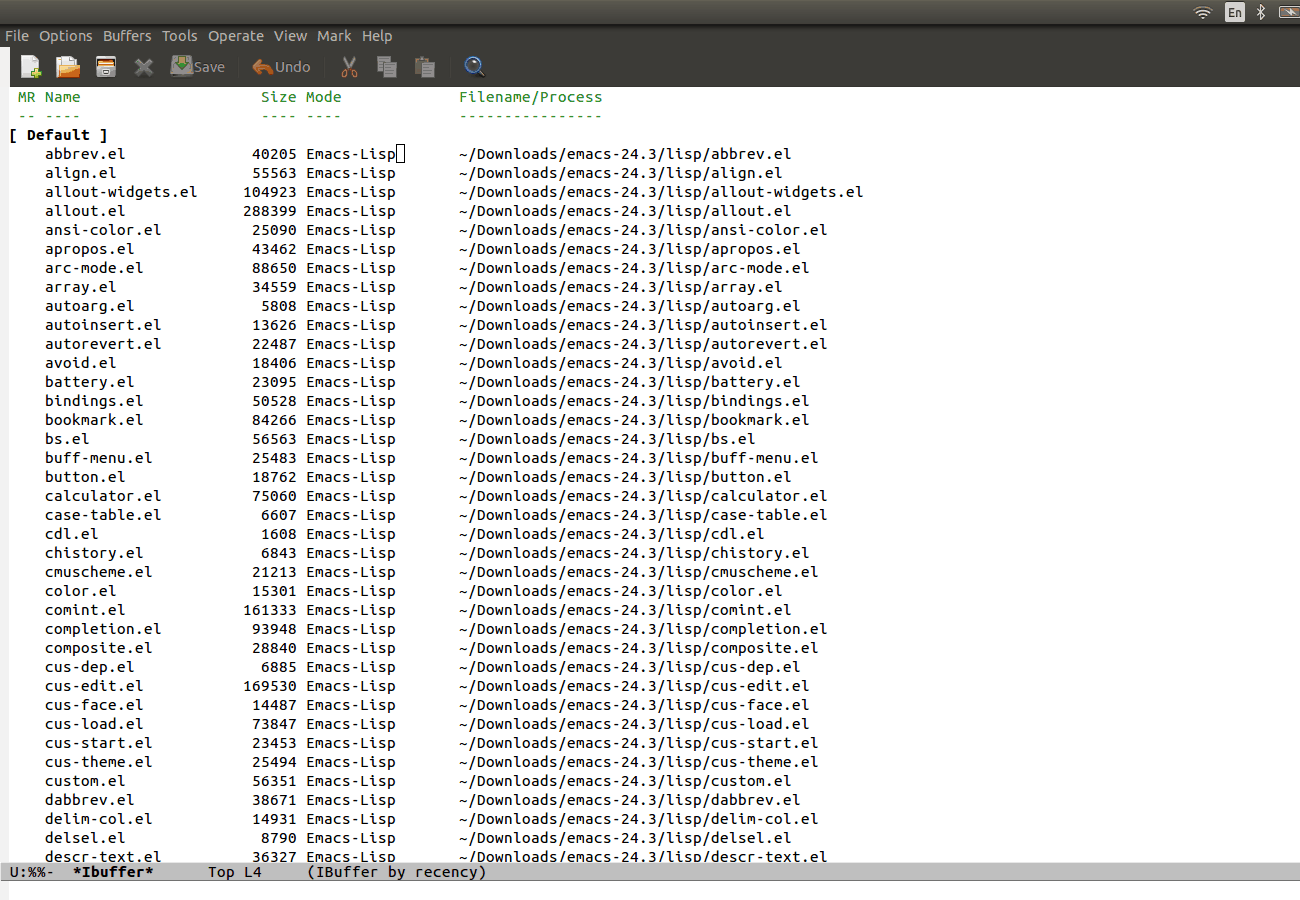 En
File Options Buffers Tools Operate View Mark Help
Save Undo
MR Name Size Mode Filename/Process
-- ---- ---- ---- ----------------
[ Default ]
abbrev.el 40205 Emacs-Lisp ~/Downloads/emacs-24.3/lisp/abbrev.el
align.el 55563 Emacs-Lisp ~/Downloads/emacs-24.3/lisp/align.el
allout-widgets.el 104923 Emacs-Lisp ~/Downloads/emacs-24.3/lisp/allout-widgets.el
allout.el 288399 Emacs-Lisp ~/Downloads/emacs-24.3/lisp/allout.el
ansi-color.el 25090 Emacs-Lisp ~/Downloads/emacs-24.3/lisp/ansi-color.el
apropos.el 43462 Emacs-Lisp ~/Downloads/emacs-24.3/lisp/apropos.el
arc-mode.el 88650 Emacs-Lisp ~/Downloads/emacs-24.3/lisp/arc-mode.el
array.el 34559 Emacs-Lisp ~/Downloads/emacs-24.3/lisp/array.el
autoarg.el 5808 Emacs-Lisp ~/Downloads/emacs-24.3/lisp/autoarg.el
autoinsert.el 13626 Emacs-Lisp ~/Downloads/emacs-24.3/lisp/autoinsert.el
autorevert.el 22487 Emacs-Lisp ~/Downloads/emacs-24.3/lisp/autorevert.el
avoid.el 18406 Emacs-Lisp ~/Downloads/emacs-24.3/lisp/avoid.el
battery.el 23095 Emacs-Lisp ~/Downloads/emacs-24.3/lisp/battery.el
bindings.el 50528 Emacs-Lisp ~/Downloads/emacs-24.3/lisp/bindings.el
bookmark.el 84266 Emacs-Lisp ~/Downloads/emacs-24.3/lisp/bookmark.el
bs.el 56563 Emacs-Lisp ~/Downloads/emacs-24.3/lisp/bs.el
buff-menu.el 25483 Emacs-Lisp ~/Downloads/emacs-24.3/lisp/buff-menu.el
button.el 18762 Emacs-Lisp ~/Downloads/emacs-24.3/lisp/button.el
calculator.el 75060 Emacs-Lisp ~/Downloads/emacs-24.3/lisp/calculator.el
case-table.el 6607 Emacs-Lisp ~/Downloads/emacs-24.3/lisp/case-table.el
cdl.el 1608 Emacs-Lisp ~/Downloads/emacs-24.3/lisp/cdl.el
chistory.el 6843 Emacs-Lisp ~/Downloads/emacs-24.3/lisp/chistory.el
cmuscheme.el 21213 Emacs-Lisp ~/Downloads/emacs-24.3/lisp/cmuscheme.el
color.el 15301 Emacs-Lisp ~/Downloads/emacs-24.3/lisp/color.el
comint.el 161333 Emacs-Lisp ~/Downloads/emacs-24.3/lisp/comint.el
completion.el 93948 Emacs-Lisp ~/Downloads/emacs-24.3/lisp/completion.el
composite.el 28840 Emacs-Lisp ~/Downloads/emacs-24.3/lisp/composite.el
cus-dep.el 6885 Emacs-Lisp ~/Downloads/emacs-24.3/lisp/cus-dep.el
cus-edit.el 169530 Emacs-Lisp ~/Downloads/emacs-24.3/lisp/cus-edit.el
cus-face.el 14487 Emacs-Lisp ~/Downloads/emacs-24.3/lisp/cus-face.el
cus-load.el 73847 Emacs-Lisp ~/Downloads/emacs-24.3/lisp/cus-load.el
cus-start.el 23453 Emacs-Lisp ~/Downloads/emacs-24.3/lisp/cus-start.el
cus-theme.el 25494 Emacs-Lisp ~/Downloads/emacs-24.3/lisp/cus-theme.el
custom.el 56351 Emacs-Lisp ~/Downloads/emacs-24.3/lisp/custom.el
dabbrev.el 38671 Emacs-Lisp ~/Downloads/emacs-24.3/lisp/dabbrev.el
delim-col.el 14931 Emacs-Lisp ~/Downloads/emacs-24.3/lisp/delim-col.el
delsel.el 8790 Emacs-Lisp ~/Downloads/emacs-24.3/lisp/delsel.el
descr-text.el 36327 Emacs-Lisp ~/Downloads/emacs-24.3/lisp/descr-text.el
U:%%- *Ibuffer* Top L4 (IBuffer by recency)